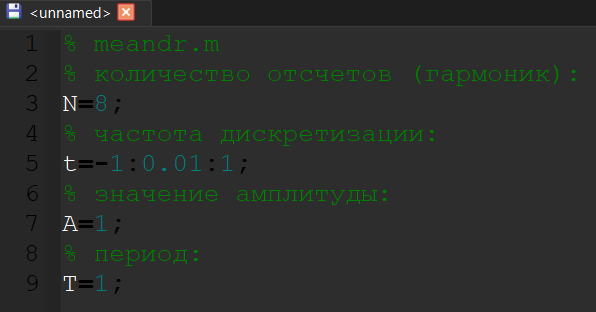 <unnamed>
1 % meandr.m
2 % количество отсчетов (гармоник):
3 N=8;
4 % частота дискретизации:
5 t=-1:0.01:1;
6 % значение амплитуды:
7 A=1;
8 % период:
9 T=1;